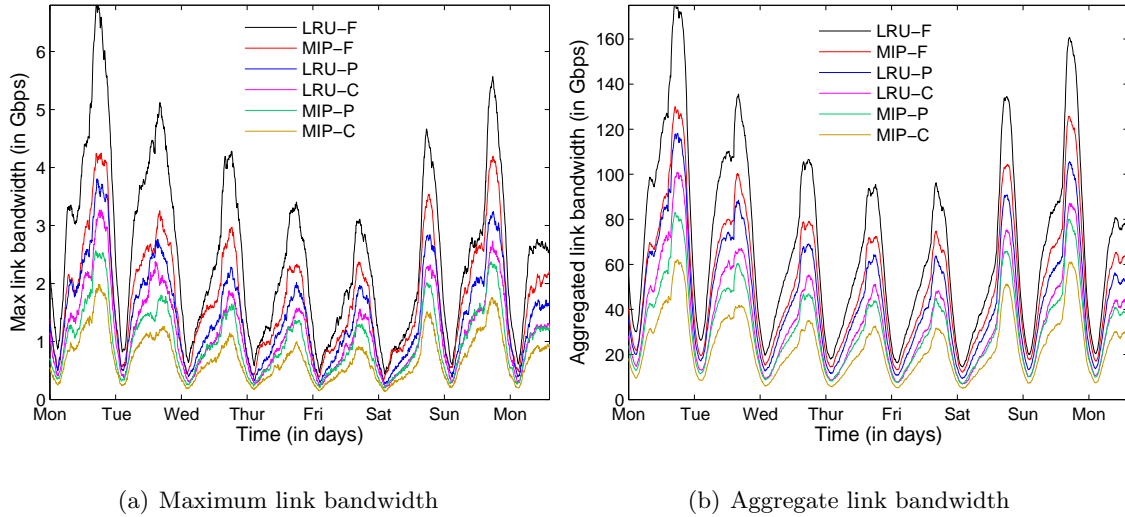 Max link bandwidth (in Gbps)
6
5
4
3
2
1
0
LRU−F
MIP−F
LRU−P
LRU−C
MIP−P
MIP−C
Mon Tue Wed Thur Fri Sat Sun Mon
Time (in days)
(a) Maximum link bandwidth
Aggregated link bandwidth (in Gbps)
160
140
120
100
80
60
40
20
0
LRU−F
MIP−F
LRU−P
LRU−C
MIP−P
MIP−C
Mon Tue Wed Thur Fri Sat Sun Mon
Time (in days)
(b) Aggregate link bandwidth